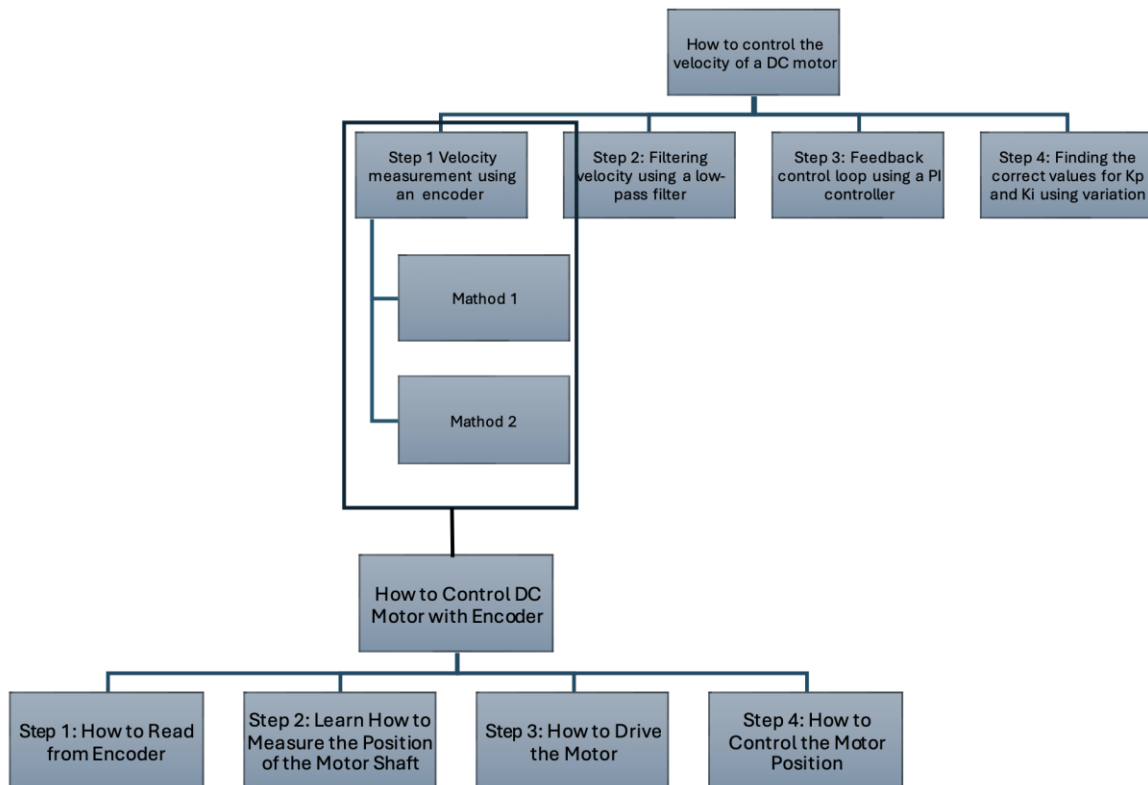 How to control the
velocity of a DC motor
Step 1 Velocity
measurement using
an encoder
Step 2: Filtering
velocity using a low-
pass filter
Step 3: Feedback
control loop using a PI
controller
Step 4: Finding the
correct values for Kp
and Ki using variation
Mathod 1
Mathod 2
How to Control DC
Motor with Encoder
Step 1: How to Read
from Encoder
Step 2: Learn How to
Measure the Position
of the Motor Shaft
Step 3: How to Drive
the Motor
Step 4: How to
Control the Motor
Position